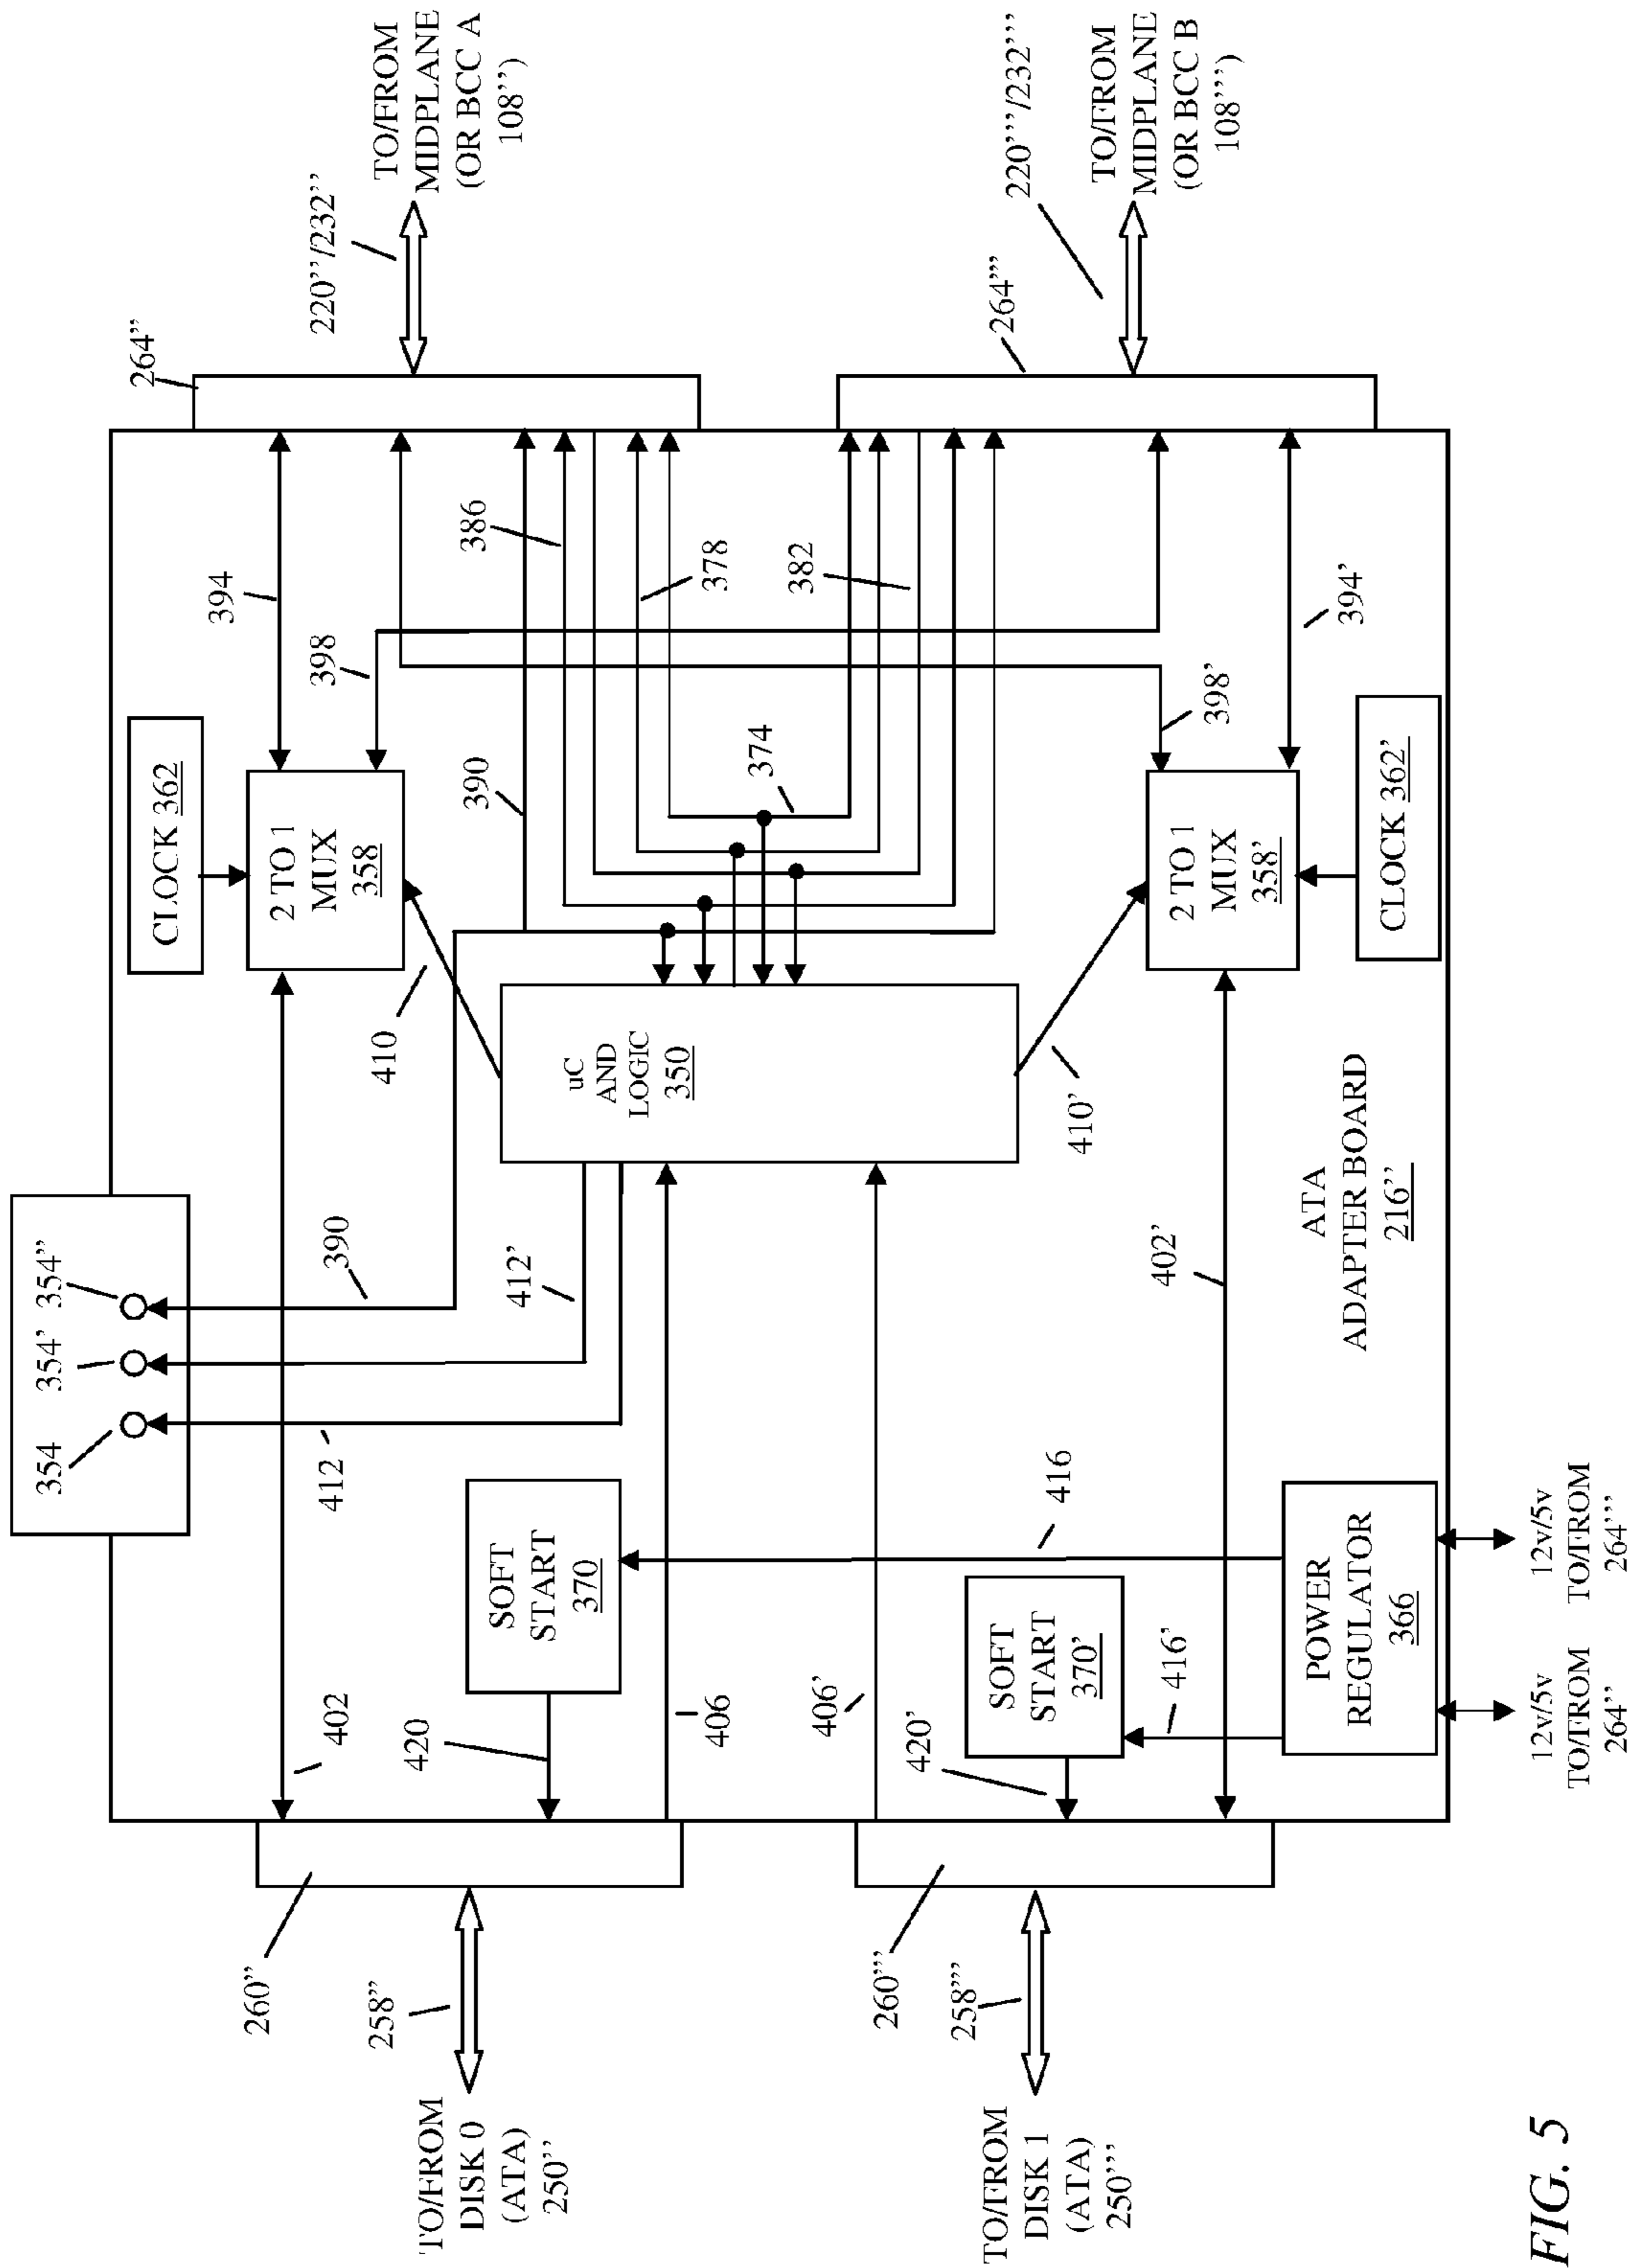 TO/FROM
MIDPLANE
(OR BCC A
108’’)
220’’/232’’
264’’
TO/FROM
MIDPLANE
(OR BCC B
108’’’)
220’’’/232’’’
264’’’
394
398
386
378
382
394’
398’
390
374
CLOCK 362
2 TO 1
MUX
358
CLOCK 362’
2 TO 1
MUX
358’
410
410’
uC
AND
LOGIC
350
354’’
354’
354
390
412’
412
402’
ATA
ADAPTER BOARD
216’’
SOFT
START
370
SOFT
START
370’
416
416’
POWER
REGULATOR
366
12v/5v
TO/FROM
264’’’
12v/5v
TO/FROM
264’’
402
420
406
406’
420’
260’’
258’’
260’’’
258’’’
TO/FROM
DISK 0
(ATA)
250’’
TO/FROM
DISK 1
(ATA)
250’’’
FIG. 5